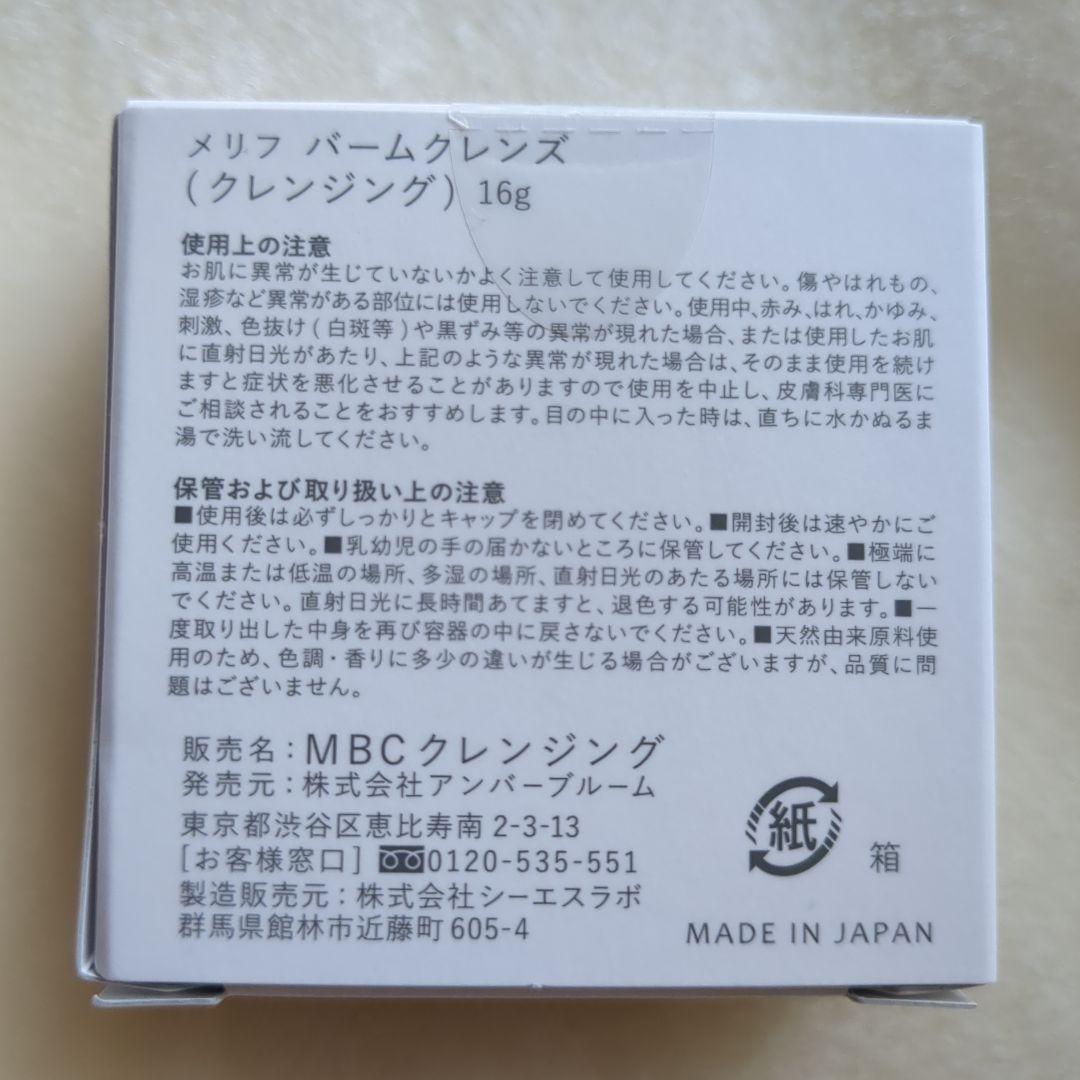 メリフ バームクレンズ
(クレンジング) 16g
使用上の注意
お肌に異常が生じていないかよく注意して使用してください。傷やはれもの、
湿疹など異常がある部位には使用しないでください。使用中、赤み、はれ、かゆみ、
刺激、色抜け(白斑等)や黒ずみ等の異常が現れた場合、または使用したお肌
に直射日光があたり、上記のような異常が現れた場合は、そのまま使用を続け
ますと症状を悪化させることがありますので使用を中止し、皮膚科専門医に
ご相談されることをおすすめします。目の中に入った時は、直ちに水かぬるま
湯で洗い流してください。
保管および取り扱い上の注意
■使用後は必ずしっかりとキャップを閉めてください。■開封後は速やかにご
使用ください。■乳幼児の手の届かないところに保管してください。■極端に
高温または低温の場所、多湿の場所、直射日光のあたる場所には保管しない
でください。直射日光に長時間あてますと、退色する可能性があります。■一
度取り出した中身を再び容器の中に戻さないでください。■天然由来原料使
用のため、色調・香りに多少の違いが生じる場合がございますが、品質に問
題はございません。
販売名：MBCクレンジング
発売元：株式会社アンバーブルーム
東京都渋谷区恵比寿南2-3-13
[お客様窓口] 0120-535-551
製造販売元：株式会社シーエスラボ
群馬県館林市近藤町605-4
紙
箱
MADE IN JAPAN